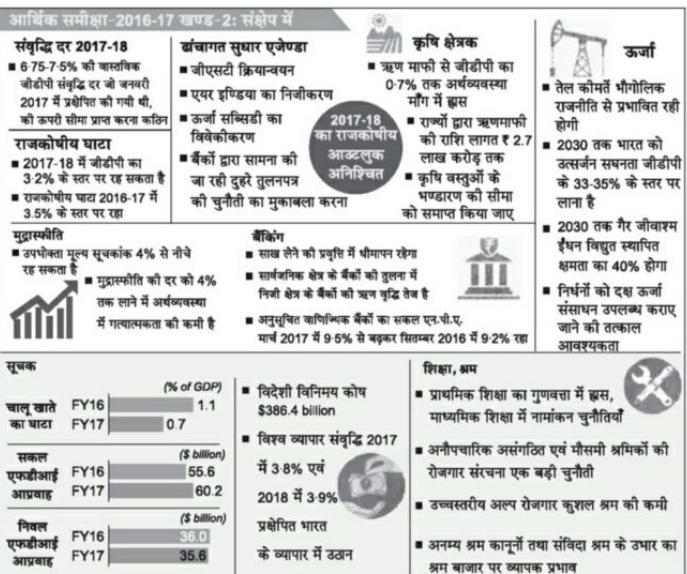 आर्थिक समीक्षा-2016-17 खण्ड-2: संक्षेप में
संवृद्धि दर 2017-18
■ 6·75-7·5% की वास्तविक
जीडीपी संवृद्धि दर जो जनवरी
2017 में प्रक्षेपित की गयी थी,
की ऊपरी सीमा प्राप्त करना कठिन
राजकोषीय घाटा
■ 2017-18 में जीडीपी का
3·2% के स्तर पर रह सकता है
■ राजकोषीय घाटा 2016-17 में
3.5% के स्तर पर रहा
ढांचागत सुधार एजेण्डा
■ जीएसटी क्रियान्वयन
■ एयर इण्डिया का निजीकरण
■ ऊर्जा सब्सिडी का
विवेकीकरण
■ बैंकों द्वारा सामना की
जा रही दुहरे तुलनपत्र
की चुनौती का मुकाबला करना
2017-18
का राजकोषीय
आउटलुक
अनिश्चित
कृषि क्षेत्रक
■ ऋण माफी से जीडीपी का
0·7% तक अर्थव्यवस्था
माँग में ह्रास
■ राज्यों द्वारा ऋणमाफी
की राशि लागत ₹ 2.7
लाख करोड़ तक
■ कृषि वस्तुओं के
भण्डारण की सीमा
को समाप्त किया जाए
ऊर्जा
■ तेल कीमतें भौगोलिक
राजनीति से प्रभावित रही
होगी
■ 2030 तक भारत को
उत्सर्जन सघनता जीडीपी
के 33-35% के स्तर पर
लाना है
■ 2030 तक गैर जीवाश्म
ईंधन विद्युत स्थापित
क्षमता का 40% होगा
■ निर्धनों को दक्ष ऊर्जा
संसाधन उपलब्ध कराए
जाने की तत्काल
आवश्यकता
मुद्रास्फीति
■ उपभोक्ता मूल्य सूचकांक 4% से नीचे
रह सकता है
■ मुद्रास्फीति की दर को 4%
तक लाने में अर्थव्यवस्था
में गत्यात्मकता की कमी है
बैंकिंग
■ साख लेने की प्रवृत्ति में धीमापन रहेगा
■ सार्वजनिक क्षेत्र के बैंकों की तुलना में
निजी क्षेत्र के बैंकों की ऋण वृद्धि तेज है
■ अनुसूचित वाणिज्यिक बैंकों का सकल एन.पी.ए.
मार्च 2017 में 9·5% से बढ़कर सितम्बर 2016 में 9·2% रहा
सूचक
(% of GDP)
चालू खाते
का घाटा
FY16 1.1
FY17 0.7
($ billion)
सकल
एफडीआई
आप्रवाह
FY16 55.6
FY17 60.2
($ billion)
निवल
एफडीआई
आप्रवाह
FY16 36.0
FY17 35.6
■ विदेशी विनिमय कोष
$386.4 billion
■ विश्व व्यापार संवृद्धि 2017
में 3·8% एवं
2018 में 3·9%
प्रक्षेपित भारत
के व्यापार में उठान
शिक्षा, श्रम
■ प्राथमिक शिक्षा का गुणवत्ता में ह्रास,
माध्यमिक शिक्षा में नामांकन चुनौतियाँ
■ अनौपचारिक असंगठित एवं मौसमी श्रमिकों की
रोजगार संरचना एक बड़ी चुनौती
■ उच्चस्तरीय अल्प रोजगार कुशल श्रम की कमी
■ अनम्य श्रम कानूनों तथा संविदा श्रम के उभार का
श्रम बाजार पर व्यापक प्रभाव